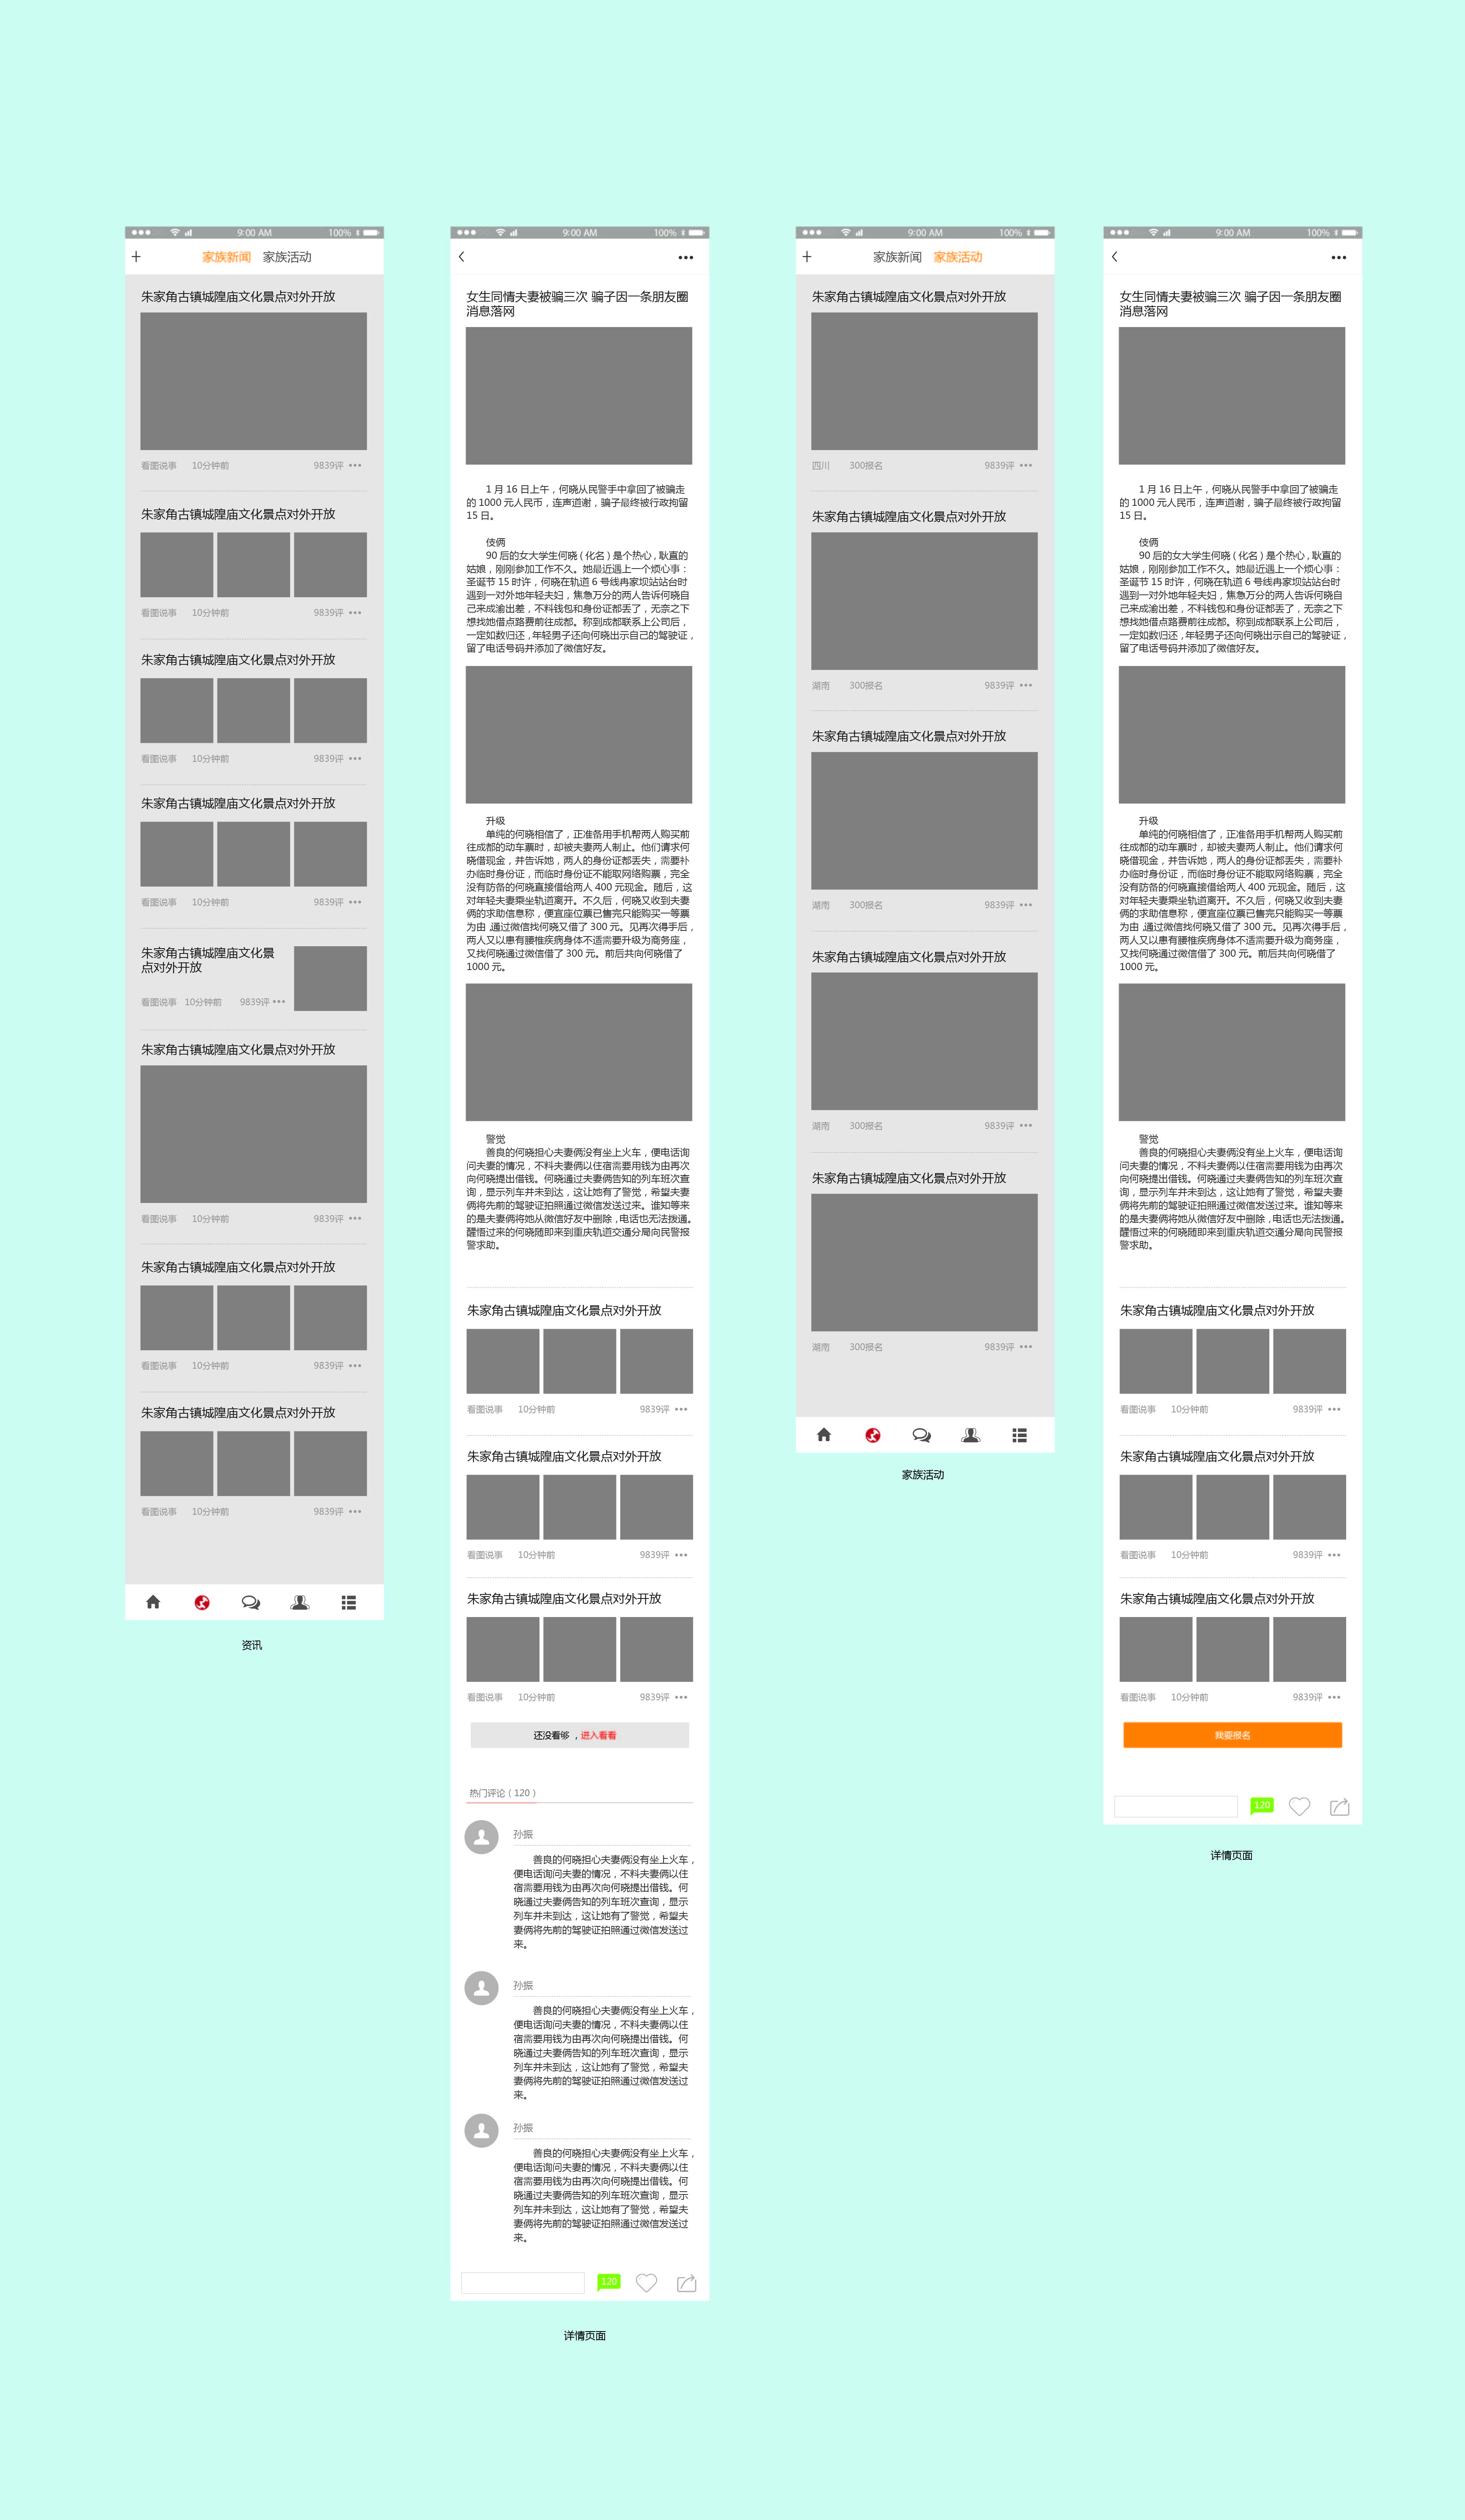 9:00 AM 100%
家族新闻 家族活动
朱家角古镇城隍庙文化景点对外开放
看图说事 10分钟前 9839评
朱家角古镇城隍庙文化景点对外开放
看图说事 10分钟前 9839评
朱家角古镇城隍庙文化景点对外开放
看图说事 10分钟前 9839评
朱家角古镇城隍庙文化景点对外开放
看图说事 10分钟前 9839评
朱家角古镇城隍庙文化景
点对外开放
看图说事 10分钟前 9839评
朱家角古镇城隍庙文化景点对外开放
看图说事 10分钟前 9839评
朱家角古镇城隍庙文化景点对外开放
看图说事 10分钟前 9839评
朱家角古镇城隍庙文化景点对外开放
看图说事 10分钟前 9839评
资讯
9:00 AM 100%
女生同情夫妻被骗三次 骗子因一条朋友圈
消息落网
1 月 16 日上午，何晓从民警手中拿回了被骗走
的 1000 元人民币，连声道谢，骗子最终被行政拘留
15 日。
伎俩
90 后的女大学生何晓 ( 化名 ) 是个热心 , 耿直的
姑娘，刚刚参加工作不久。她最近遇上一个烦心事：
圣诞节 15 时许，何晓在轨道 6 号线冉家坝站站台时
遇到一对外地年轻夫妇，焦急万分的两人告诉何晓自
己来成渝出差，不料钱包和身份证都丢了，无奈之下
想找她借点路费前往成都。称到成都联系上公司后，
一定如数归还 , 年轻男子还向何晓出示自己的驾驶证，
留了电话号码并添加了微信好友。
升级
单纯的何晓相信了，正准备用手机帮两人购买前
往成都的动车票时，却被夫妻两人制止。他们请求何
晓借现金，并告诉她，两人的身份证都丢失，需要补
办临时身份证，而临时身份证不能取网络购票，完全
没有防备的何晓直接借给两人 400 元现金。随后，这
对年轻夫妻乘坐轨道离开。不久后，何晓又收到夫妻
俩的求助信息称，便宜座位票已售完只能购买一等票
为由 , 通过微信找何晓又借了 300 元。见再次得手后，
两人又以患有腰椎疾病身体不适需要升级为商务座，
又找何晓通过微信借了 300 元。前后共向何晓借了
1000 元。
警觉
善良的何晓担心夫妻俩没有坐上火车，便电话询
问夫妻的情况，不料夫妻俩以住宿需要用钱为由再次
向何晓提出借钱。何晓通过夫妻俩告知的列车班次查
询，显示列车并未到达，这让她有了警觉，希望夫妻
俩将先前的驾驶证拍照通过微信发送过来。谁知等来
的是夫妻俩将她从微信好友中删除 , 电话也无法拨通。
醒悟过来的何晓随即来到重庆轨道交通分局向民警报
警求助。
朱家角古镇城隍庙文化景点对外开放
看图说事 10分钟前 9839评
朱家角古镇城隍庙文化景点对外开放
看图说事 10分钟前 9839评
朱家角古镇城隍庙文化景点对外开放
看图说事 10分钟前 9839评
还没看够 ，进入看看
热门评论（120）
孙振
善良的何晓担心夫妻俩没有坐上火车，
便电话询问夫妻的情况，不料夫妻俩以住
宿需要用钱为由再次向何晓提出借钱。何
晓通过夫妻俩告知的列车班次查询，显示
列车并未到达，这让她有了警觉，希望夫
妻俩将先前的驾驶证拍照通过微信发送过
来。
孙振
善良的何晓担心夫妻俩没有坐上火车，
便电话询问夫妻的情况，不料夫妻俩以住
宿需要用钱为由再次向何晓提出借钱。何
晓通过夫妻俩告知的列车班次查询，显示
列车并未到达，这让她有了警觉，希望夫
妻俩将先前的驾驶证拍照通过微信发送过
来。
孙振
善良的何晓担心夫妻俩没有坐上火车，
便电话询问夫妻的情况，不料夫妻俩以住
宿需要用钱为由再次向何晓提出借钱。何
晓通过夫妻俩告知的列车班次查询，显示
列车并未到达，这让她有了警觉，希望夫
妻俩将先前的驾驶证拍照通过微信发送过
来。
120
详情页面
9:00 AM 100%
家族新闻 家族活动
朱家角古镇城隍庙文化景点对外开放
四川 300报名 9839评
朱家角古镇城隍庙文化景点对外开放
湖南 300报名 9839评
朱家角古镇城隍庙文化景点对外开放
湖南 300报名 9839评
朱家角古镇城隍庙文化景点对外开放
湖南 300报名 9839评
朱家角古镇城隍庙文化景点对外开放
湖南 300报名 9839评
家族活动
9:00 AM 100%
女生同情夫妻被骗三次 骗子因一条朋友圈
消息落网
1 月 16 日上午，何晓从民警手中拿回了被骗走
的 1000 元人民币，连声道谢，骗子最终被行政拘留
15 日。
伎俩
90 后的女大学生何晓 ( 化名 ) 是个热心 , 耿直的
姑娘，刚刚参加工作不久。她最近遇上一个烦心事：
圣诞节 15 时许，何晓在轨道 6 号线冉家坝站站台时
遇到一对外地年轻夫妇，焦急万分的两人告诉何晓自
己来成渝出差，不料钱包和身份证都丢了，无奈之下
想找她借点路费前往成都。称到成都联系上公司后，
一定如数归还 , 年轻男子还向何晓出示自己的驾驶证，
留了电话号码并添加了微信好友。
升级
单纯的何晓相信了，正准备用手机帮两人购买前
往成都的动车票时，却被夫妻两人制止。他们请求何
晓借现金，并告诉她，两人的身份证都丢失，需要补
办临时身份证，而临时身份证不能取网络购票，完全
没有防备的何晓直接借给两人 400 元现金。随后，这
对年轻夫妻乘坐轨道离开。不久后，何晓又收到夫妻
俩的求助信息称，便宜座位票已售完只能购买一等票
为由 , 通过微信找何晓又借了 300 元。见再次得手后，
两人又以患有腰椎疾病身体不适需要升级为商务座，
又找何晓通过微信借了 300 元。前后共向何晓借了
1000 元。
警觉
善良的何晓担心夫妻俩没有坐上火车，便电话询
问夫妻的情况，不料夫妻俩以住宿需要用钱为由再次
向何晓提出借钱。何晓通过夫妻俩告知的列车班次查
询，显示列车并未到达，这让她有了警觉，希望夫妻
俩将先前的驾驶证拍照通过微信发送过来。谁知等来
的是夫妻俩将她从微信好友中删除 , 电话也无法拨通。
醒悟过来的何晓随即来到重庆轨道交通分局向民警报
警求助。
朱家角古镇城隍庙文化景点对外开放
看图说事 10分钟前 9839评
朱家角古镇城隍庙文化景点对外开放
看图说事 10分钟前 9839评
朱家角古镇城隍庙文化景点对外开放
看图说事 10分钟前 9839评
我要报名
120
详情页面